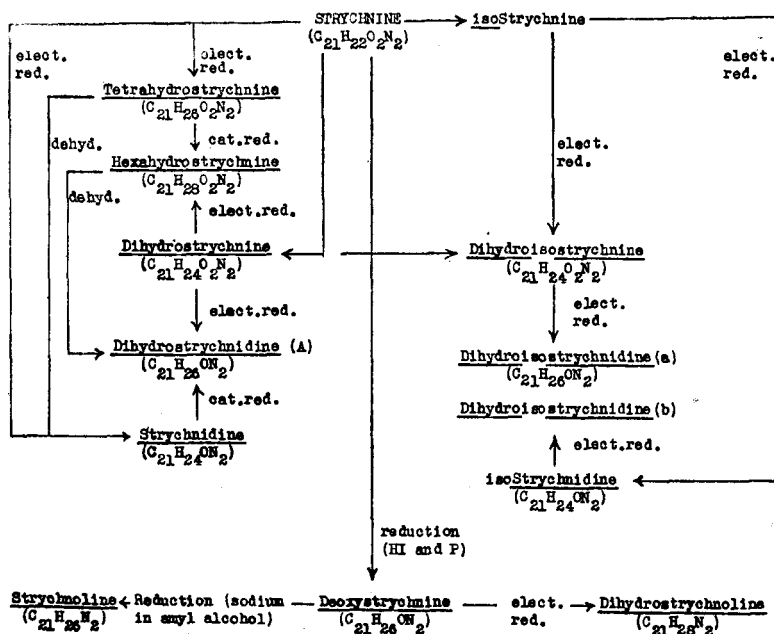 STRYCHNINE
(C21H22O2N2)
isoStrychnine
elect.
red.
elect.
red.
elect.
red.
Tetrahydrostrychnine
(C21H26O2N2)
dehyd.
cat.red.
Hexahydrostrychnine
(C21H28O2N2)
dehyd.
elect.
red.
elect.red.
Dihydrostrychnine
(C21H24O2N2)
Dihydroisostrychnine
(C21H24O2N2)
elect.red.
elect.
red.
Dihydrostrychnidine (A)
(C21H26ON2)
Dihydroisostrychnidine(a)
(C21H26ON2)
cat.red.
Dihydroisostrychnidine(b)
Strychnidine
(C21H24ON2)
elect.red.
isoStrychnidine
(C21H24ON2)
reduction
(HI and P)
Strychnoline
(C21H26N2)
Reduction (sodium
in amyl alcohol)
Deoxystrychnine
(C21H26ON2)
elect.
red.
Dihydrostrychnoline
(C21H28N2)